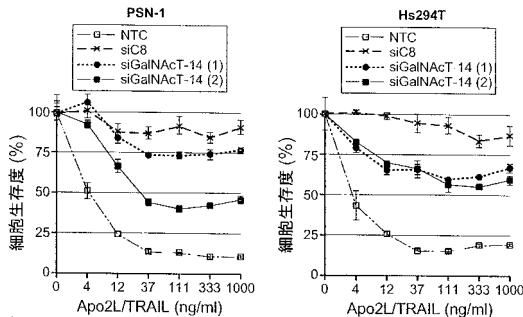 PSN-1
NTC
siC8
siGalNAcT-14 (1)
siGalNAcT-14 (2)
細胞生存度 (%)
100
75
50
25
0
0 4 12 37 111 333 1000
Apo2L/TRAIL (ng/ml)
Hs294T
NTC
siC8
siGalNAcT-14 (1)
siGalNAcT-14 (2)
細胞生存度 (%)
100
75
50
25
0
0 4 12 37 111 333 1000
Apo2L/TRAIL (ng/ml)